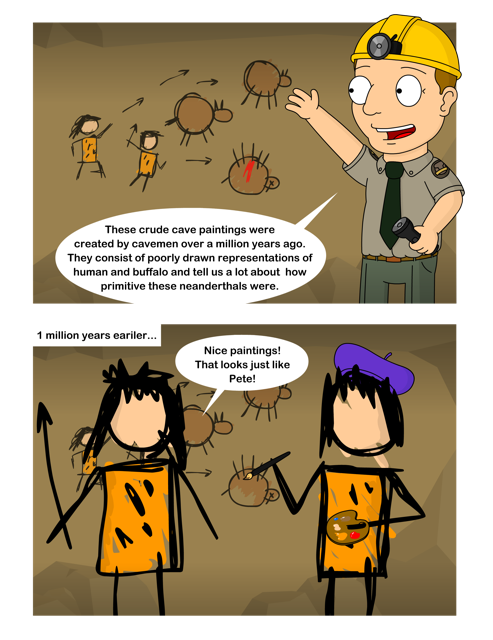 These crude cave paintings were
created by cavemen over a million years ago.
They consist of poorly drawn representations of
human and buffalo and tell us a lot about how
primitive these neanderthals were.
1 million years eariler...
Nice paintings!
That looks just like
Pete!